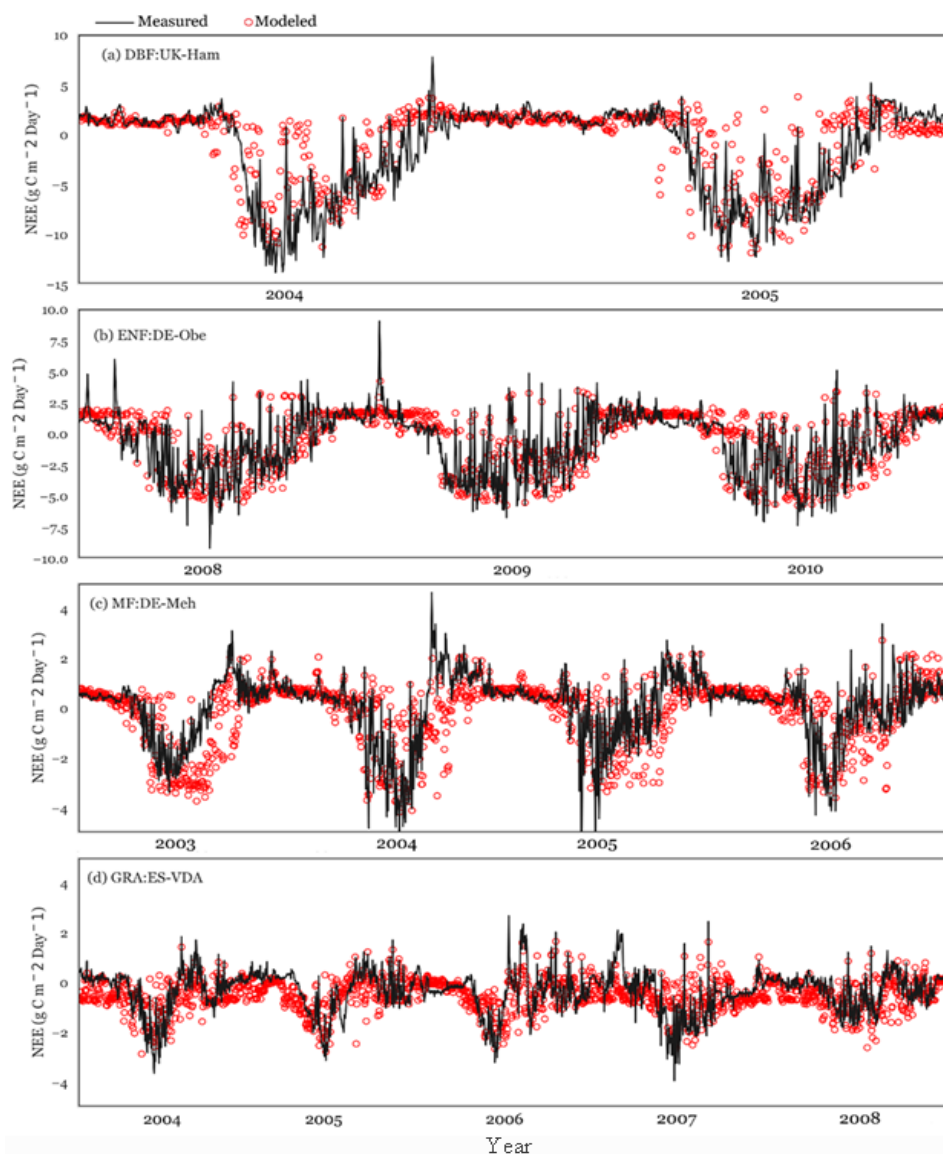 Measured Modeled
(a) DBF:UK-Ham
NEE (g C m−2 Day−1)
10
5
0
−5
−10
−15
2004 2005
(b) ENF:DE-Obe
NEE (g C m−2 Day−1)
10.0
7.5
5.0
2.5
0.0
−2.5
−5.0
−7.5
−10.0
2008 2009 2010
(c) MF:DE-Meh
NEE (g C m−2 Day−1)
4
2
0
−2
−4
2003 2004 2005 2006
(d) GRA:ES-VDA
NEE (g C m−2 Day−1)
4
2
0
−2
−4
2004 2005 2006 2007 2008
Year